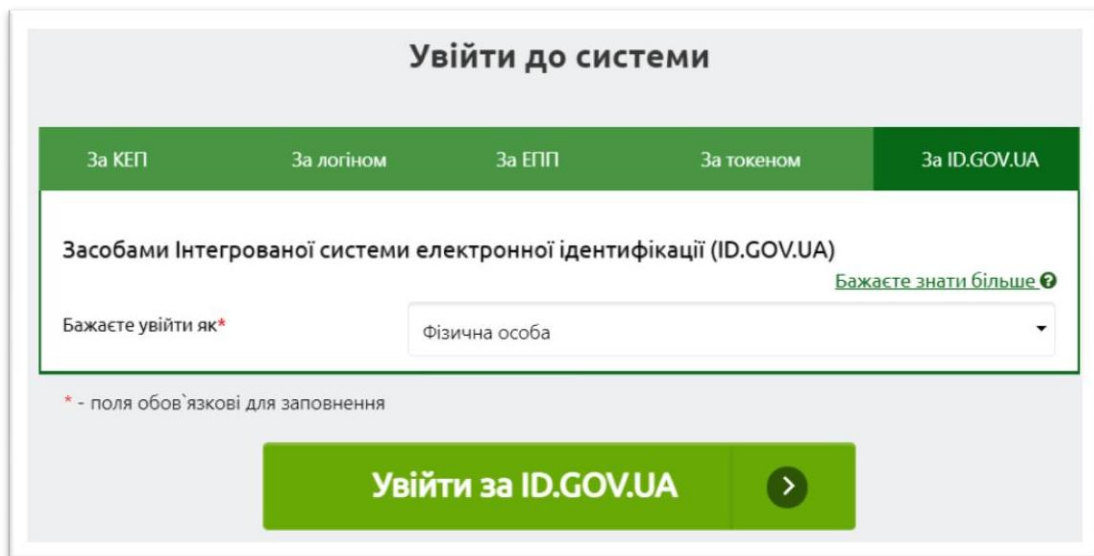 Увійти до системи
За КЕП За логіном За ЕПП За токеном За ID.GOV.UA
Засобами Інтегрованої системи електронної ідентифікації (ID.GOV.UA)
Бажаєте знати більше
Бажаєте увійти як* Фізична особа
* - поля обов`язкові для заповнення
Увійти за ID.GOV.UA